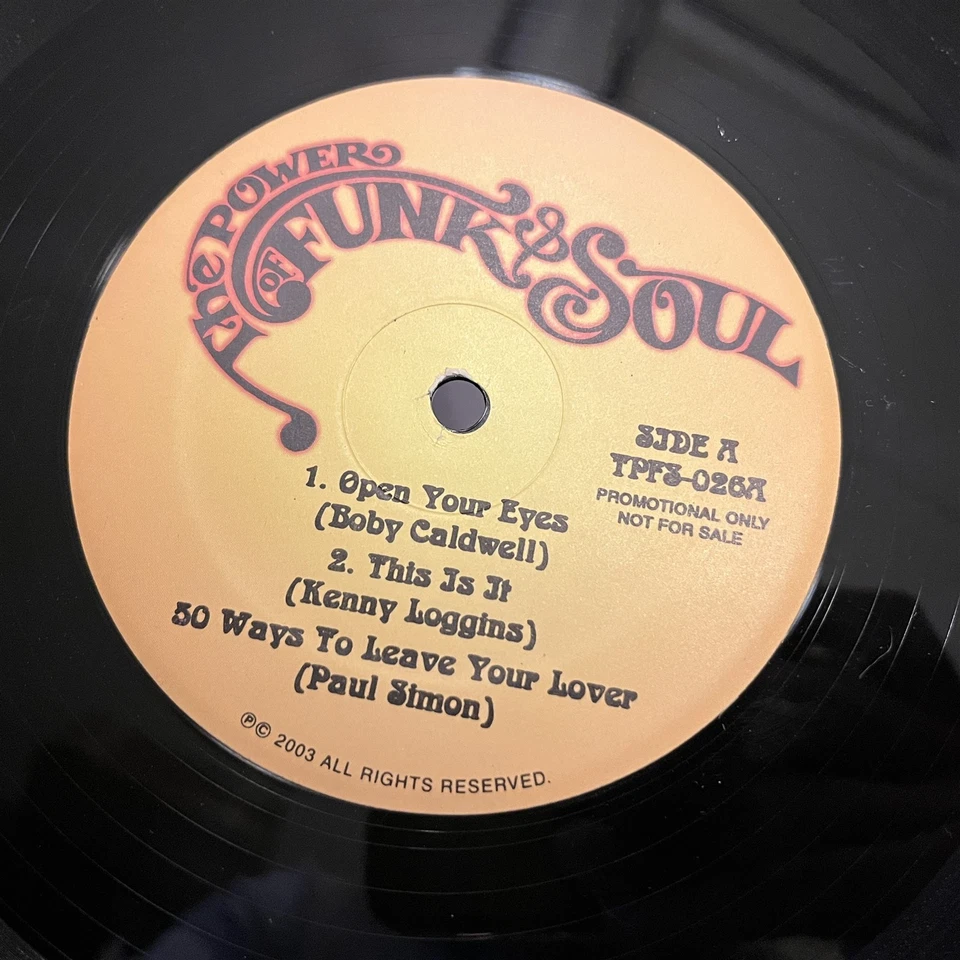 The POWER
OF FUNK & SOUL
SIDE A
TPFS-026A
PROMOTIONAL ONLY
NOT FOR SALE
1. Open Your Eyes
(Boby Caldwell)
2. This Is It
(Kenny Loggins)
50 Ways To Leave Your Lover
(Paul Simon)
℗© 2003 ALL RIGHTS RESERVED.